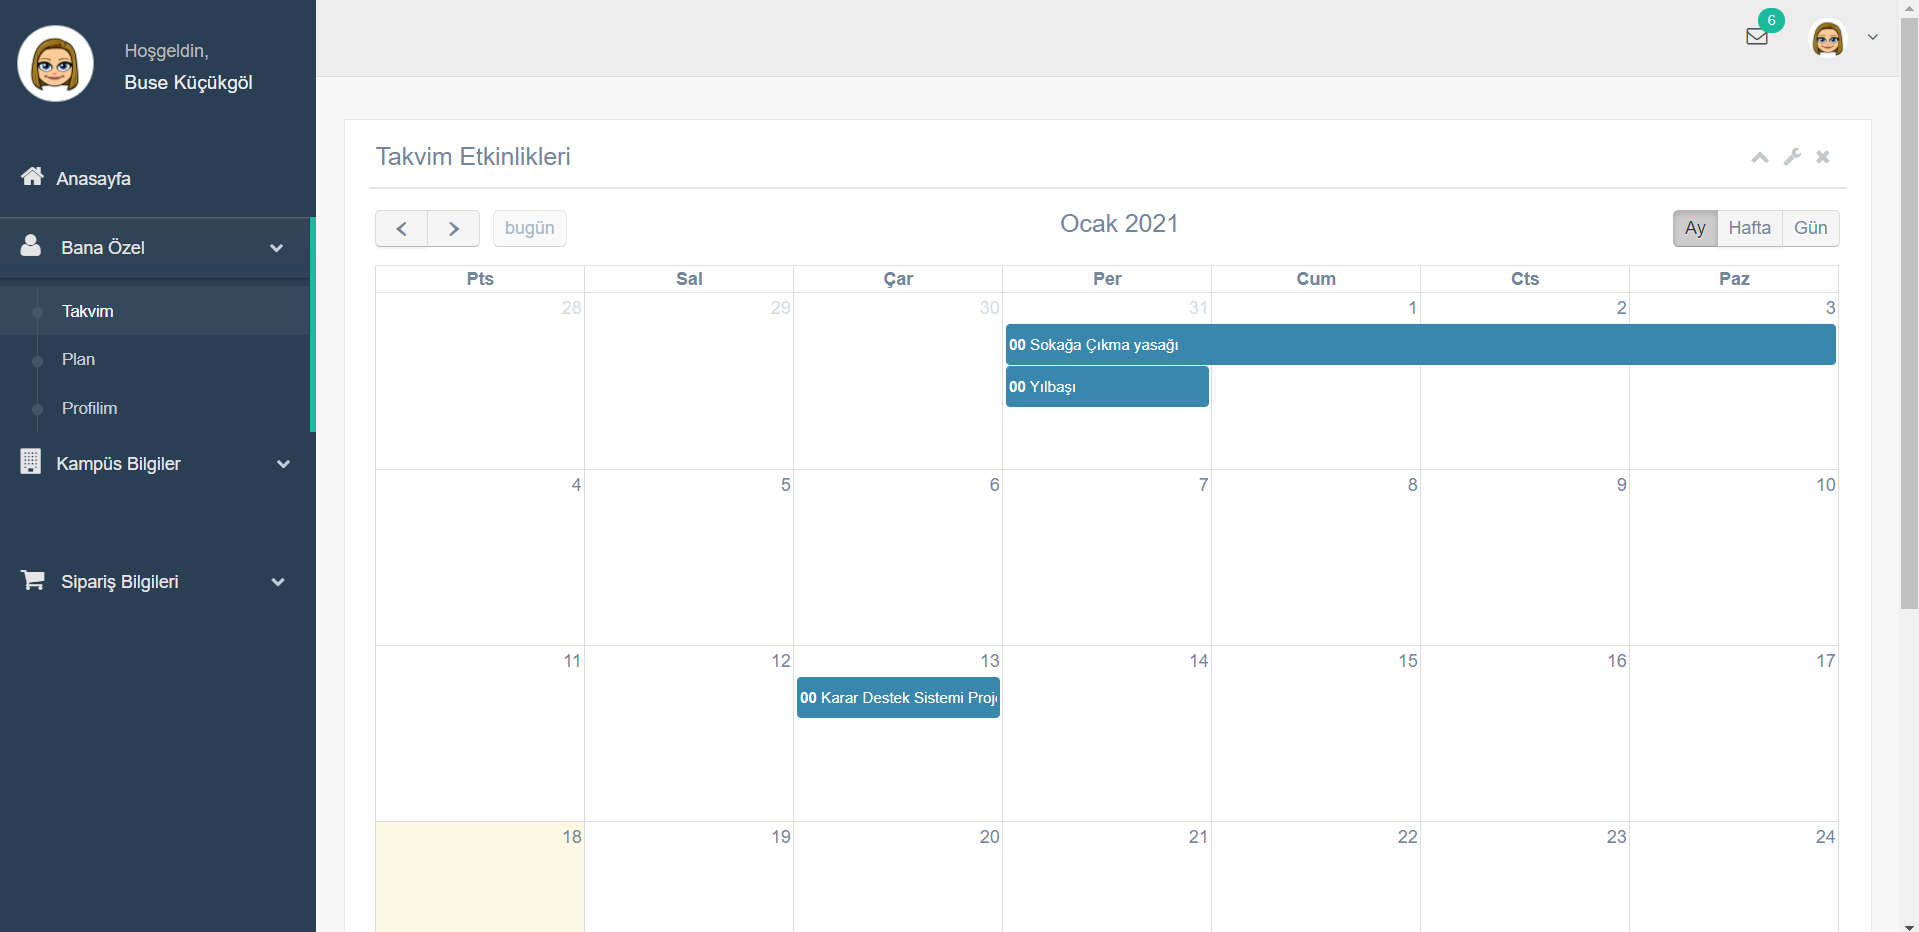 Hoşgeldin,
Buse Küçükgöl
Anasayfa
Bana Özel
Takvim
Plan
Profilim
Kampüs Bilgiler
Sipariş Bilgileri
6
Takvim Etkinlikleri
bugün
Ocak 2021
Ay Hafta Gün
Pts Sal Çar Per Cum Cts Paz
28 29 30 31 1 2 3
00 Sokağa Çıkma yasağı
00 Yılbaşı
4 5 6 7 8 9 10
11 12 13 14 15 16 17
00 Karar Destek Sistemi Proj
18 19 20 21 22 23 24